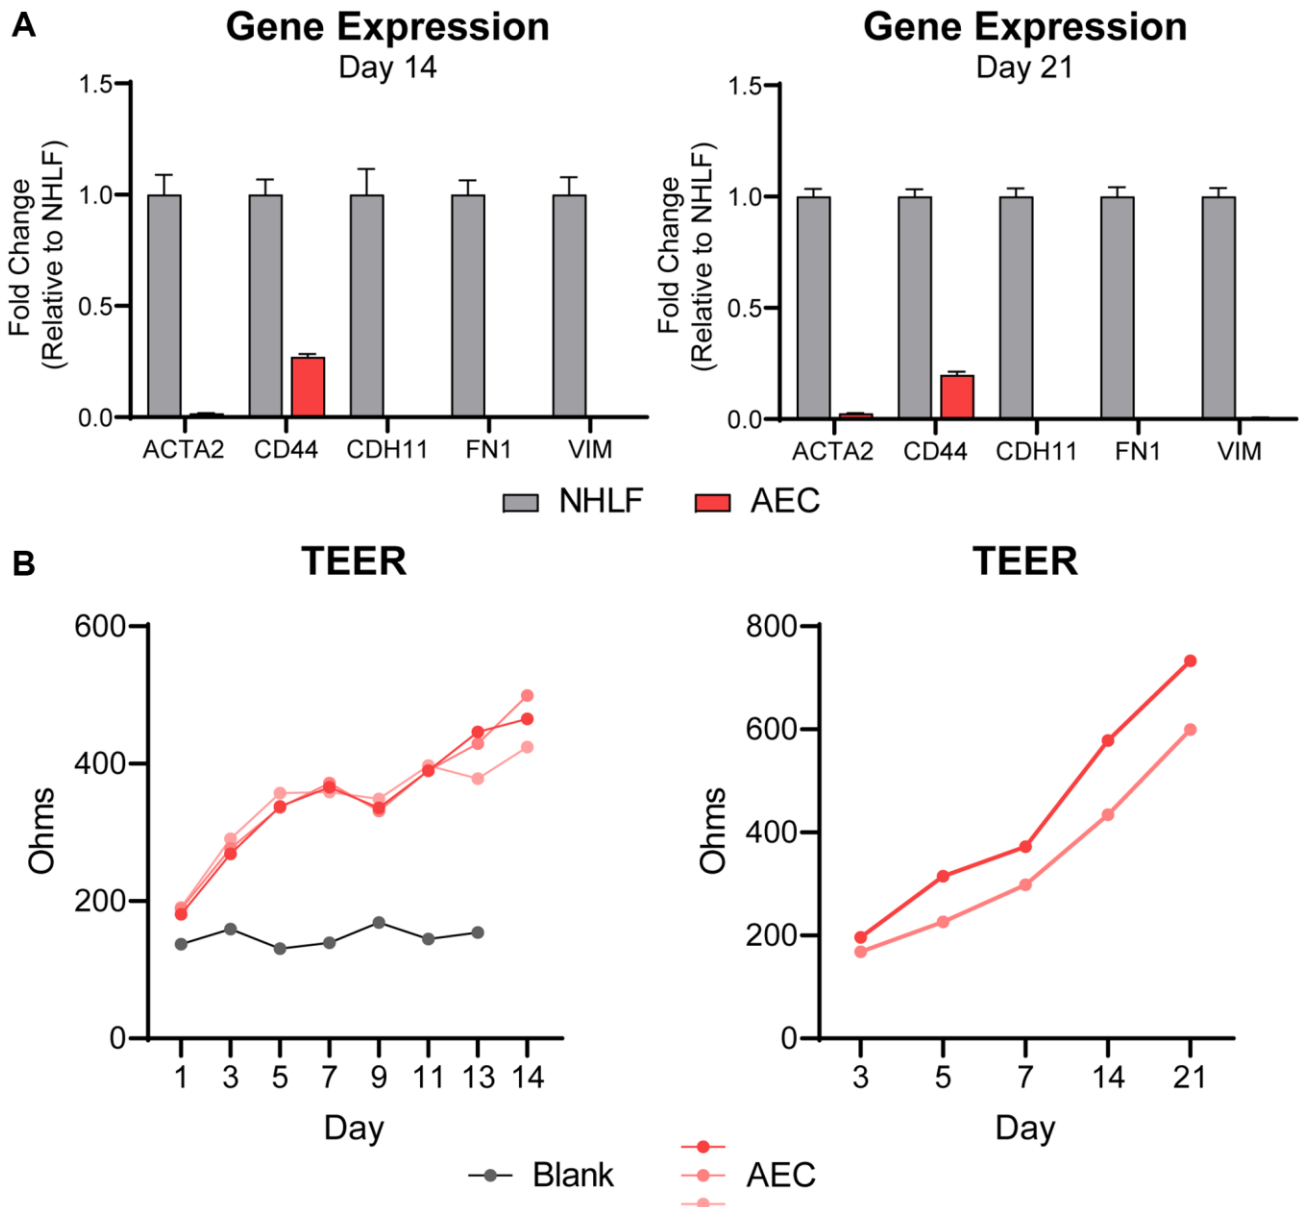 A
Gene Expression
Day 14
Fold Change
(Relative to NHLF)
1.5
1.0
0.5
0.0
ACTA2 CD44 CDH11 FN1 VIM
Gene Expression
Day 21
Fold Change
(Relative to NHLF)
1.5
1.0
0.5
0.0
ACTA2 CD44 CDH11 FN1 VIM
NHLF AEC
B
TEER
Ohms
600
400
200
0
1 3 5 7 9 11 13 14
Day
TEER
Ohms
800
600
400
200
0
3 5 7 14 21
Day
Blank AEC